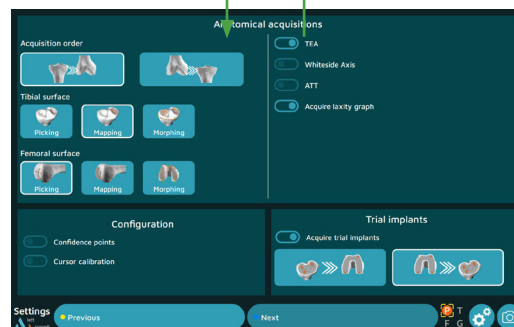 Anatomical acquisitions
Acquisition order
TEA
Whiteside Axis
ATT
Acquire laxity graph
Tibial surface
Picking
Mapping
Morphing
Femoral surface
Picking
Mapping
Morphing
Configuration
Confidence points
Cursor calibration
Trial implants
Acquire trial implants
Settings
left
Previous
Next
P T
F G